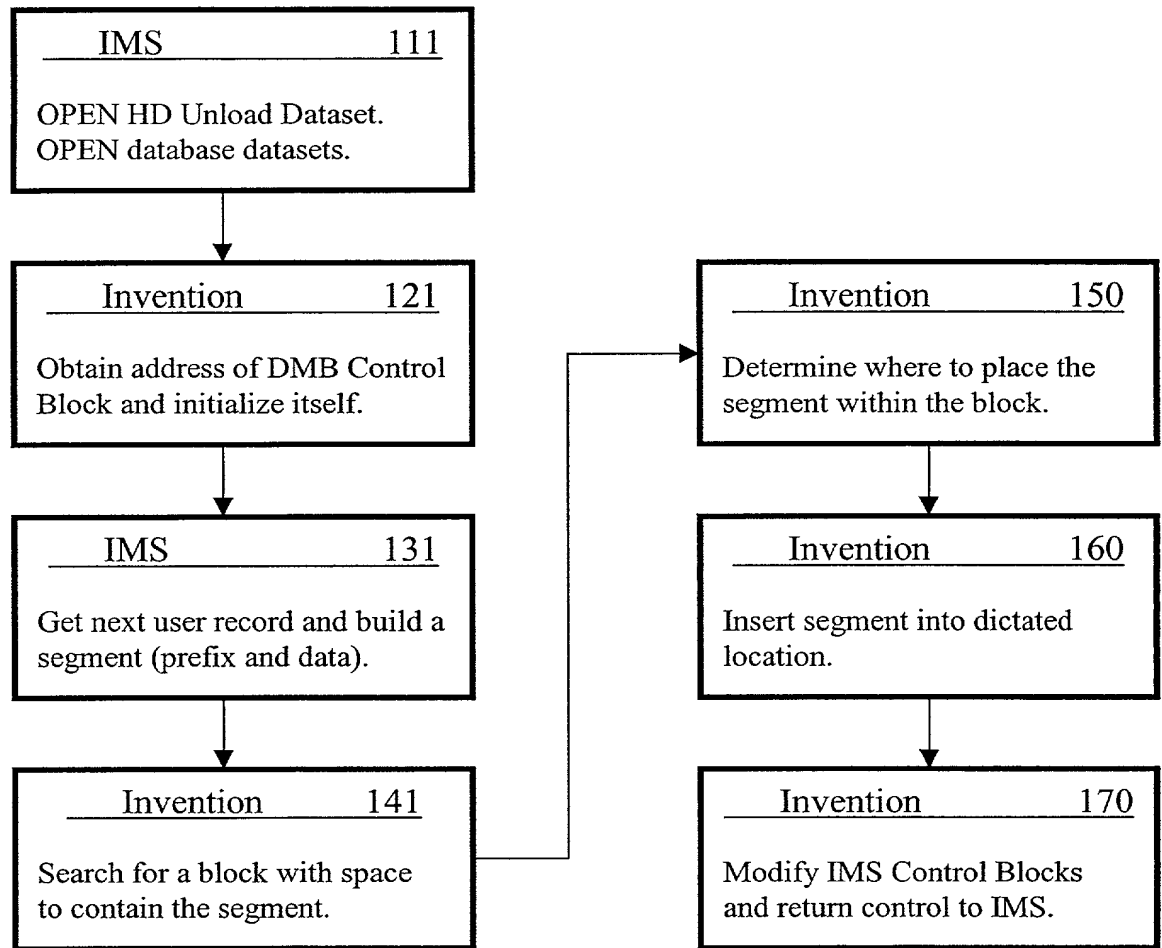 IMS 111
OPEN HD Unload Dataset.
OPEN database datasets.
Invention 121
Obtain address of DMB Control
Block and initialize itself.
IMS 131
Get next user record and build a
segment (prefix and data).
Invention 141
Search for a block with space
to contain the segment.
Invention 150
Determine where to place the
segment within the block.
Invention 160
Insert segment into dictated
location.
Invention 170
Modify IMS Control Blocks
and return control to IMS.